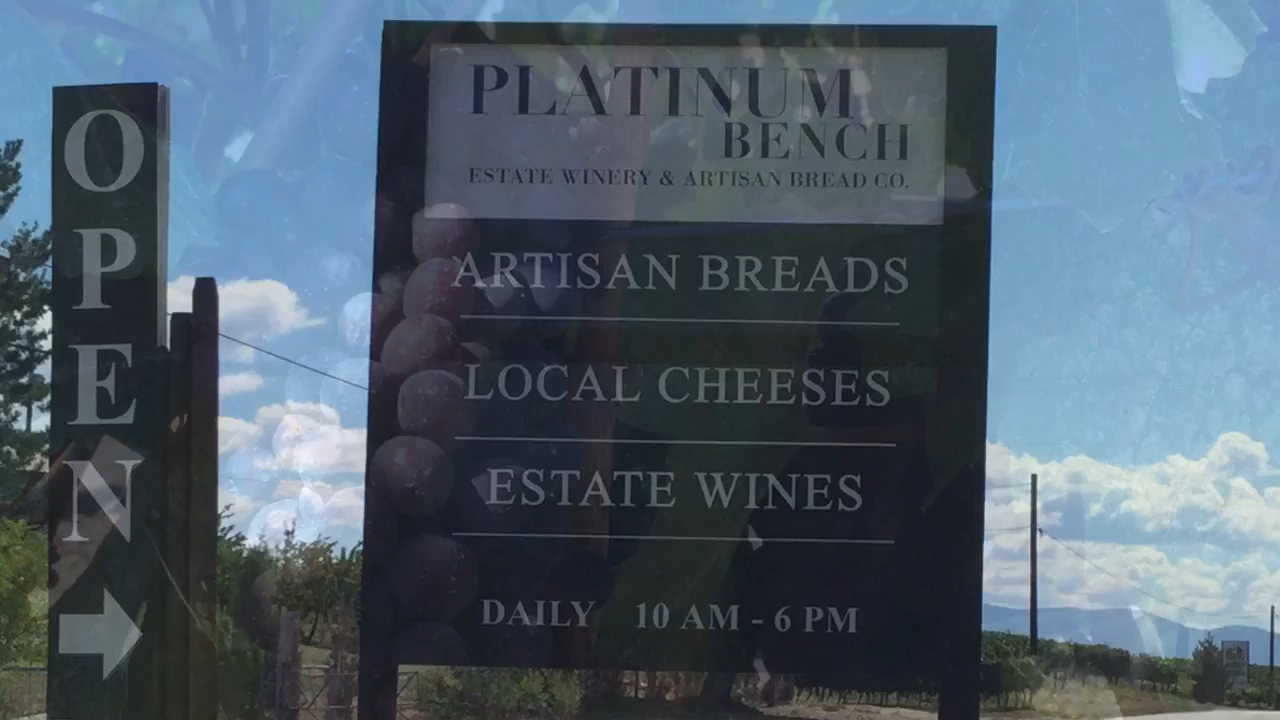 OPEN
PLATINUM
BENCH
ESTATE WINERY & ARTISAN BREAD CO.
ARTISAN BREADS
LOCAL CHEESES
ESTATE WINES
DAILY 10 AM - 6 PM